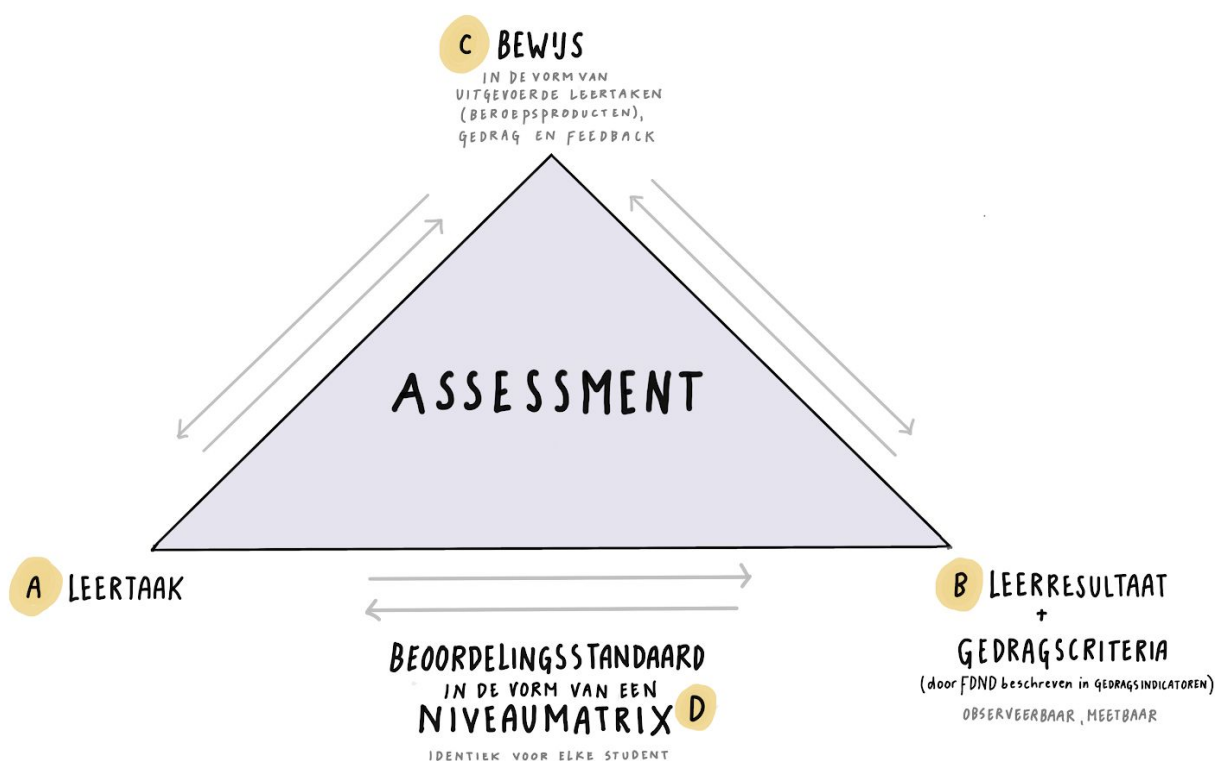 C BEWIJS
IN DE VORM VAN
UITGEVOERDE LEERTAKEN
(BEROEPSPRODUCTEN),
GEDRAG EN FEEDBACK
ASSESSMENT
A LEERTAAK
B LEERRESULTAAT
+
GEDRAGSCRITERIA
(door FDND beschreven in GEDRAGSINDICATOREN)
OBSERVEERBAAR, MEETBAAR
BEOORDELINGSSTANDAARD
IN DE VORM VAN EEN
NIVEAUMATRIX D
IDENTIEK VOOR ELKE STUDENT